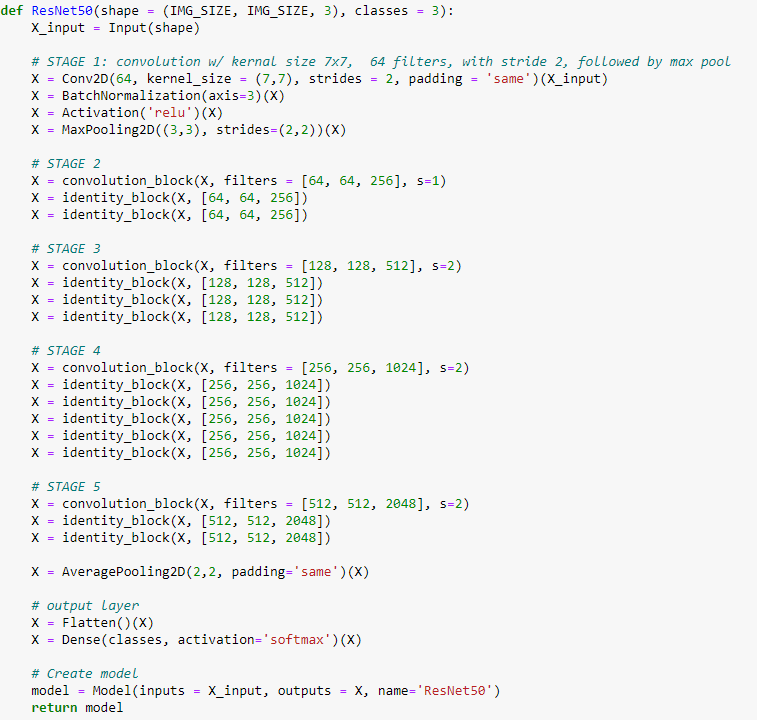 def ResNet50(shape = (IMG_SIZE, IMG_SIZE, 3), classes = 3):
    X_input = Input(shape)

    # STAGE 1: convolution w/ kernal size 7x7,  64 filters, with stride 2, followed by max pool
    X = Conv2D(64, kernel_size = (7,7), strides = 2, padding = 'same')(X_input)
    X = BatchNormalization(axis=3)(X)
    X = Activation('relu')(X)
    X = MaxPooling2D((3,3), strides=(2,2))(X)

    # STAGE 2
    X = convolution_block(X, filters = [64, 64, 256], s=1)
    X = identity_block(X, [64, 64, 256])
    X = identity_block(X, [64, 64, 256])

    # STAGE 3
    X = convolution_block(X, filters = [128, 128, 512], s=2)
    X = identity_block(X, [128, 128, 512])
    X = identity_block(X, [128, 128, 512])
    X = identity_block(X, [128, 128, 512])

    # STAGE 4
    X = convolution_block(X, filters = [256, 256, 1024], s=2)
    X = identity_block(X, [256, 256, 1024])
    X = identity_block(X, [256, 256, 1024])
    X = identity_block(X, [256, 256, 1024])
    X = identity_block(X, [256, 256, 1024])
    X = identity_block(X, [256, 256, 1024])

    # STAGE 5
    X = convolution_block(X, filters = [512, 512, 2048], s=2)
    X = identity_block(X, [512, 512, 2048])
    X = identity_block(X, [512, 512, 2048])

    X = AveragePooling2D(2,2, padding='same')(X)

    # output layer
    X = Flatten()(X)
    X = Dense(classes, activation='softmax')(X)

    # Create model
    model = Model(inputs = X_input, outputs = X, name='ResNet50')
    return model